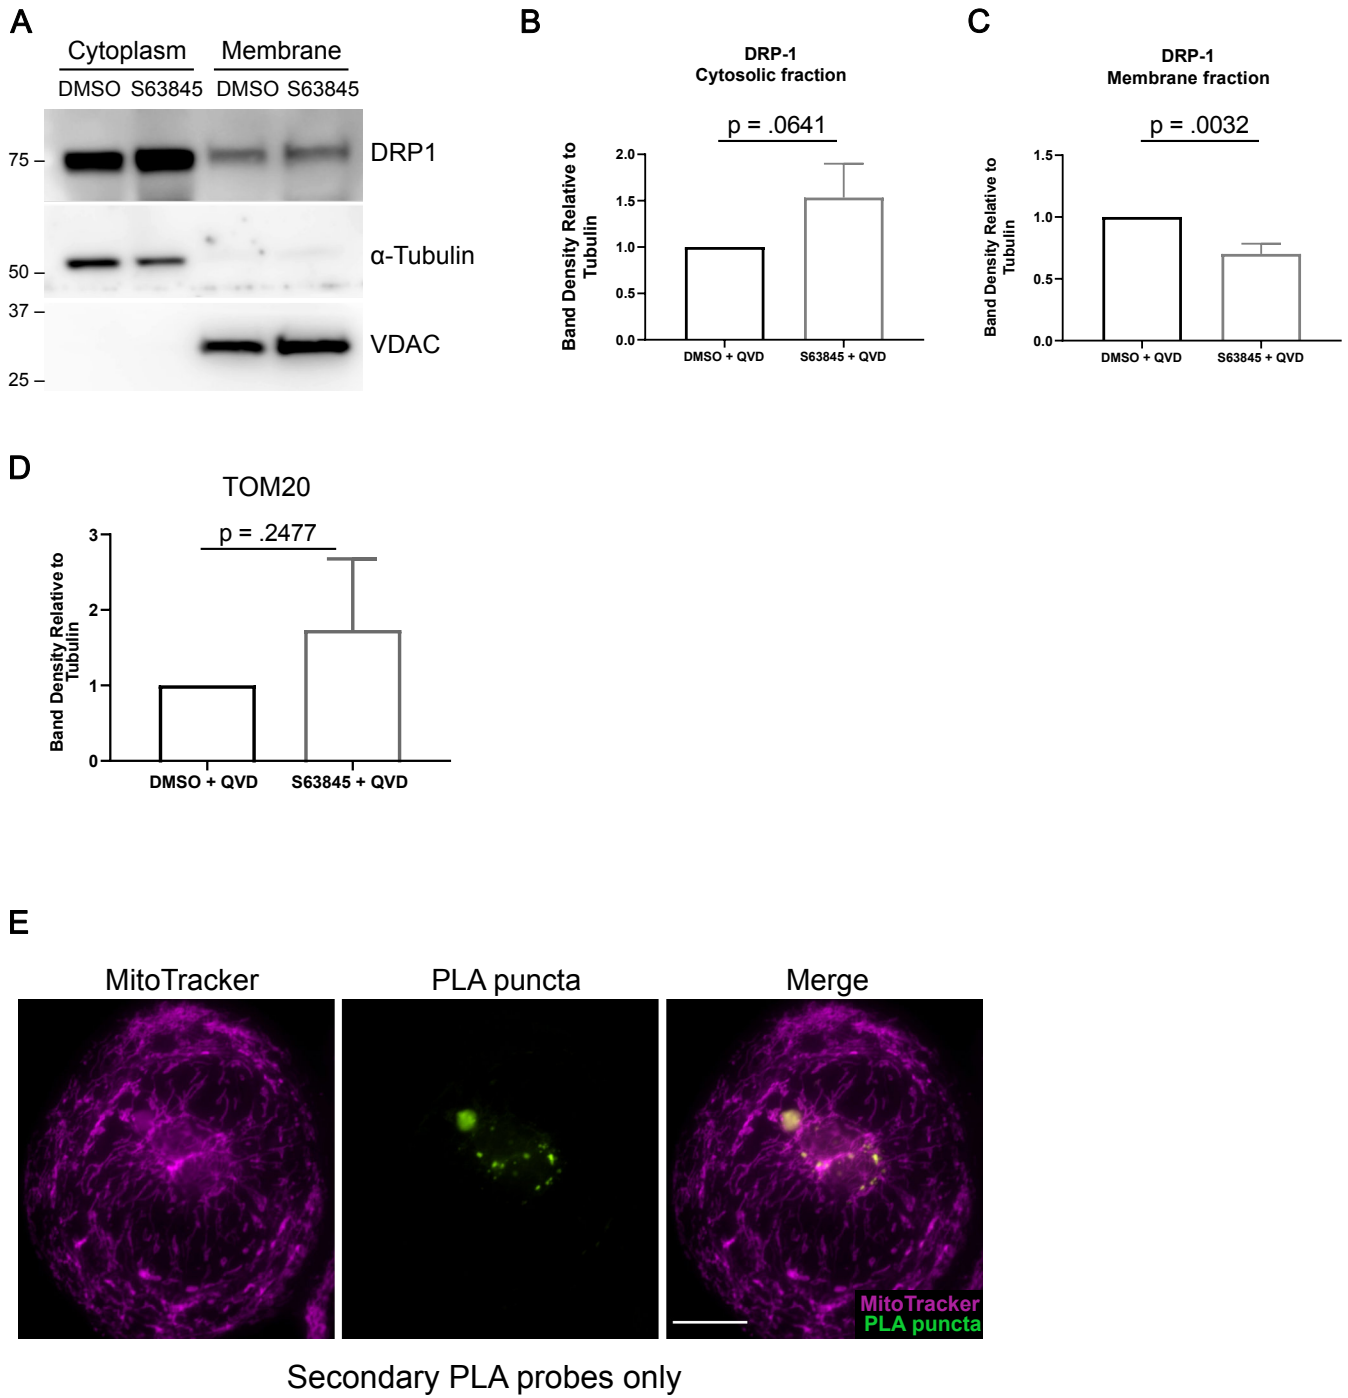 A
Cytoplasm Membrane
DMSO S63845 DMSO S63845
75 – DRP1
α-Tubulin
50 –
37 –
VDAC
25 –
B
DRP-1
Cytosolic fraction
p = .0641
Band Density Relative to
Tubulin
2.0
1.5
1.0
0.5
0.0
DMSO + QVD S63845 + QVD
C
DRP-1
Membrane fraction
p = .0032
Band Density Relative to
Tubulin
1.5
1.0
0.5
0.0
DMSO + QVD S63845 + QVD
D
TOM20
p = .2477
Band Density Relative to
Tubulin
3
2
1
0
DMSO + QVD S63845 + QVD
E
MitoTracker PLA puncta Merge
MitoTracker
PLA puncta
Secondary PLA probes only